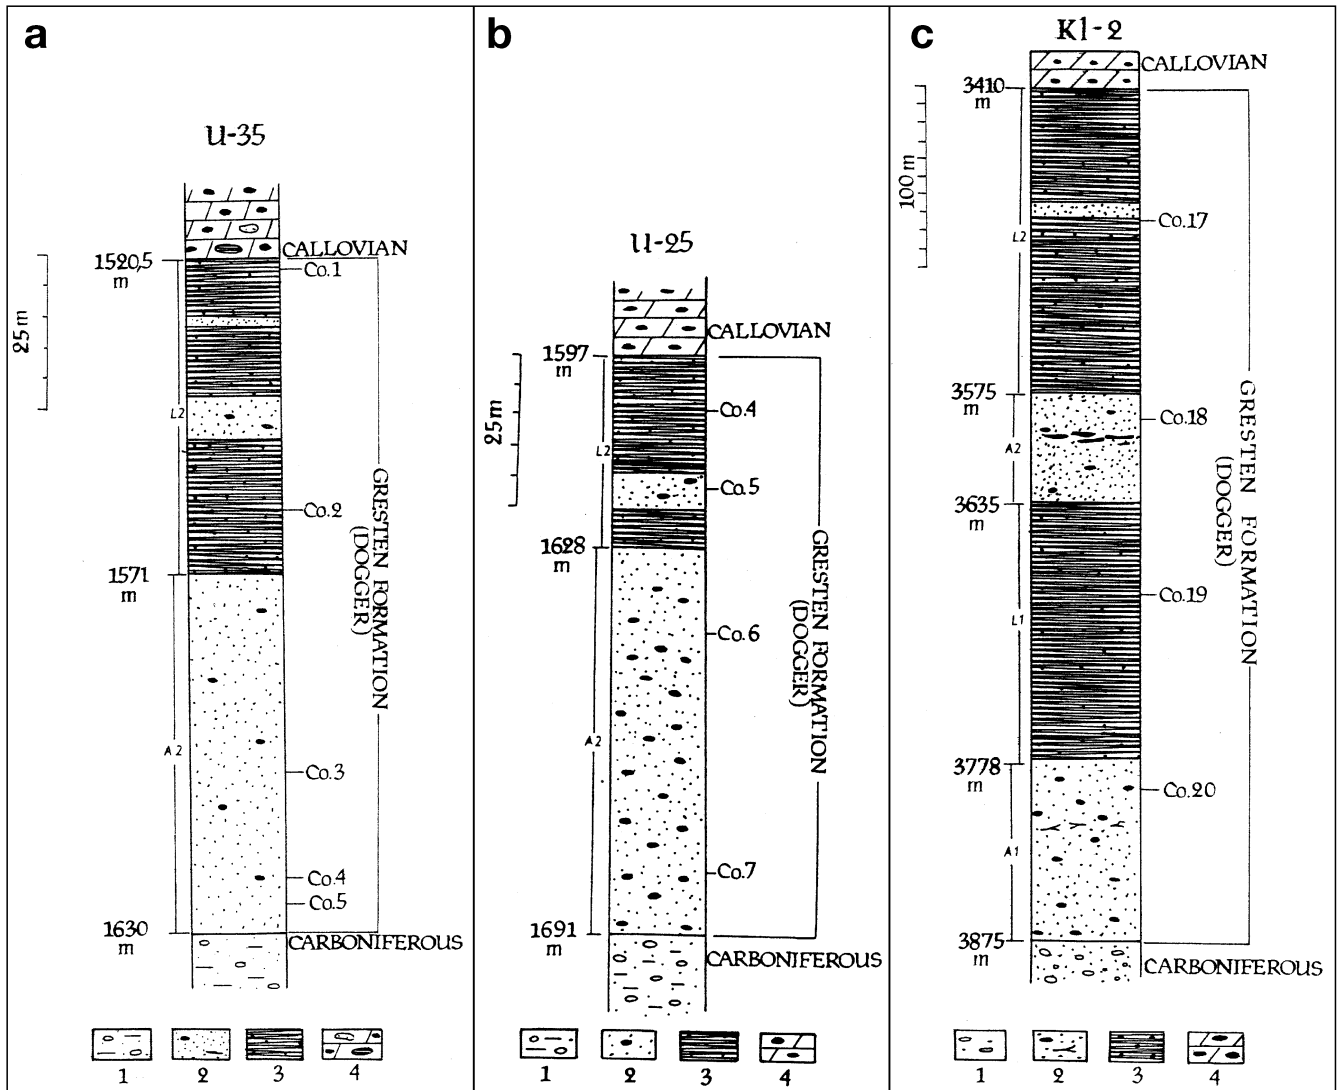 a
U-35
CALLOVIAN
1520,5
m
Co.1
25 m
L2
Co.2
GRESTEN FORMATION
(DOGGER)
1571
m
A2
Co.3
Co.4
Co.5
1630
m
CARBONIFEROUS
1
2
3
4
b
U-25
CALLOVIAN
1597
m
Co.4
25m
L2
Co.5
1628
m
GRESTEN FORMATION
(DOGGER)
Co.6
A2
Co.7
1691
m
CARBONIFEROUS
1
2
3
4
c
Kl-2
CALLOVIAN
3410
m
100 m
Co.17
L2
3575
m
Co.18
A2
GRESTEN FORMATION
(DOGGER)
3635
m
Co.19
L1
3778
m
Co.20
A1
3875
m
CARBONIFEROUS
1
2
3
4